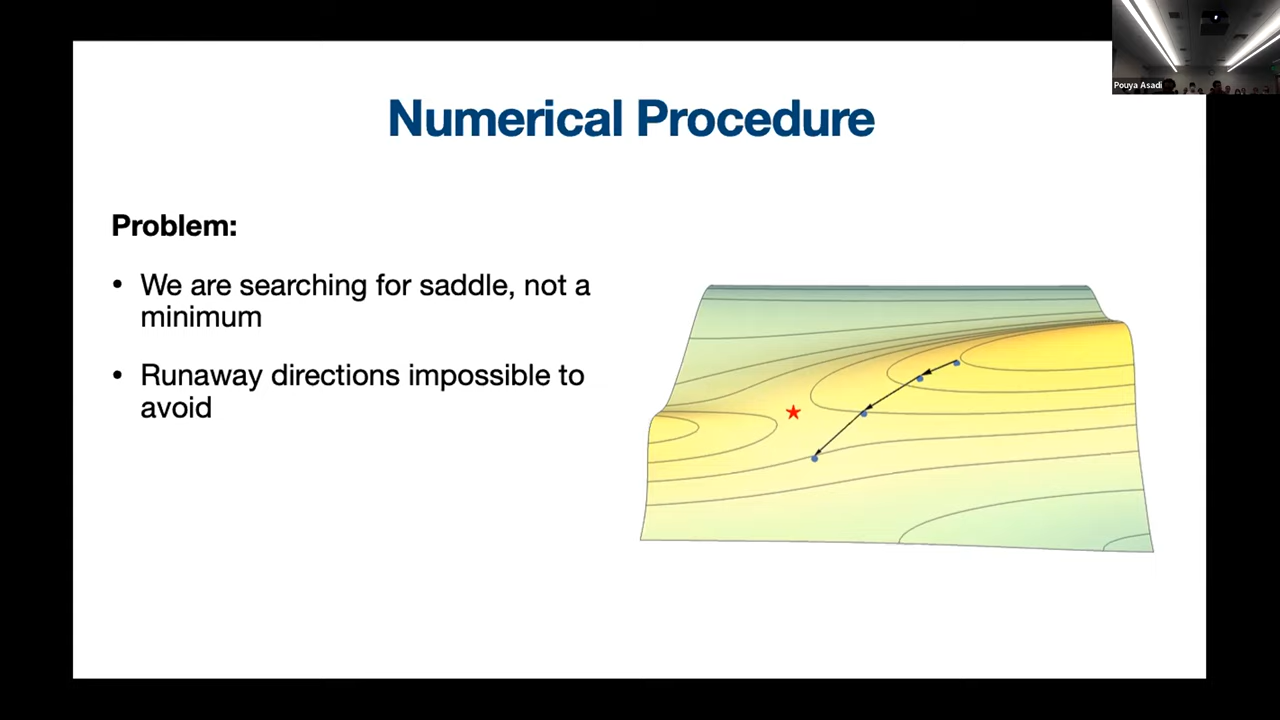 Pouya Asadi
Numerical Procedure
Problem:
• We are searching for saddle, not a
minimum
• Runaway directions impossible to
avoid